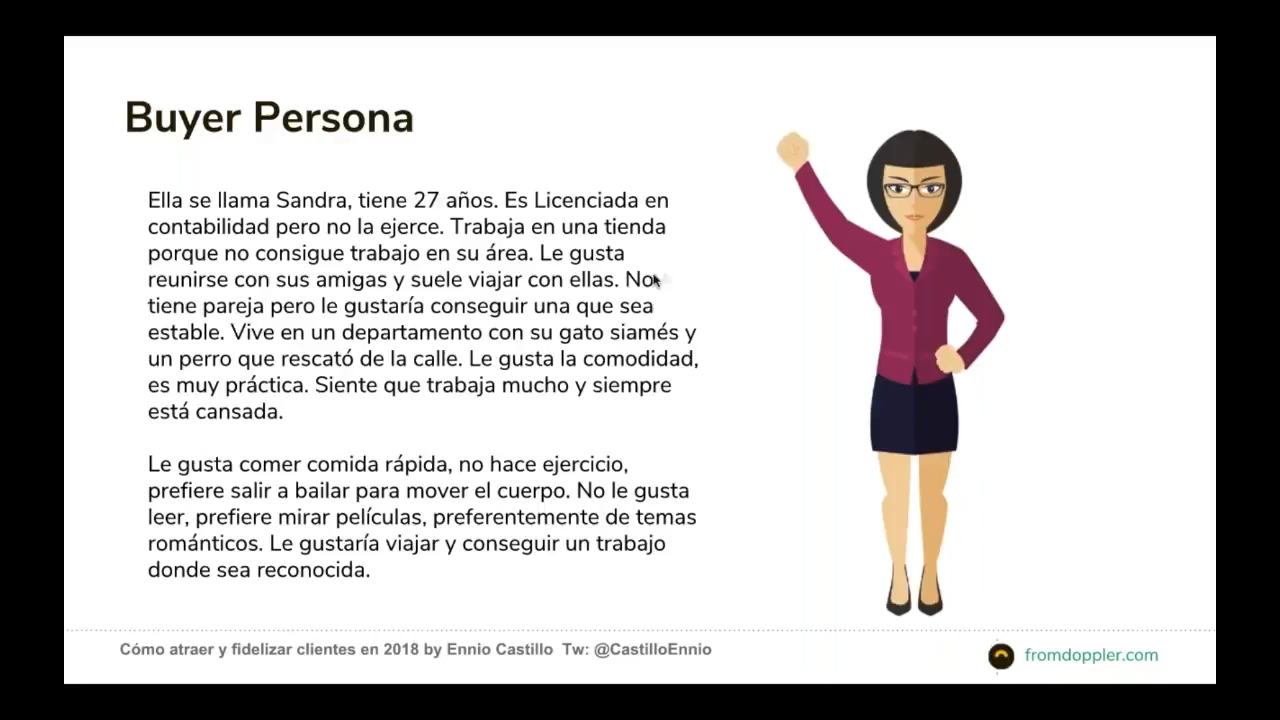 Buyer Persona
Ella se llama Sandra, tiene 27 años. Es Licenciada en
contabilidad pero no la ejerce. Trabaja en una tienda
porque no consigue trabajo en su área. Le gusta
reunirse con sus amigas y suele viajar con ellas. No
tiene pareja pero le gustaría conseguir una que sea
estable. Vive en un departamento con su gato siamés y
un perro que rescató de la calle. Le gusta la comodidad,
es muy práctica. Siente que trabaja mucho y siempre
está cansada.
Le gusta comer comida rápida, no hace ejercicio,
prefiere salir a bailar para mover el cuerpo. No le gusta
leer, prefiere mirar películas, preferentemente de temas
románticos. Le gustaría viajar y conseguir un trabajo
donde sea reconocida.
Cómo atraer y fidelizar clientes en 2018 by Ennio Castillo Tw: @CastilloEnnio
fromdoppler.com